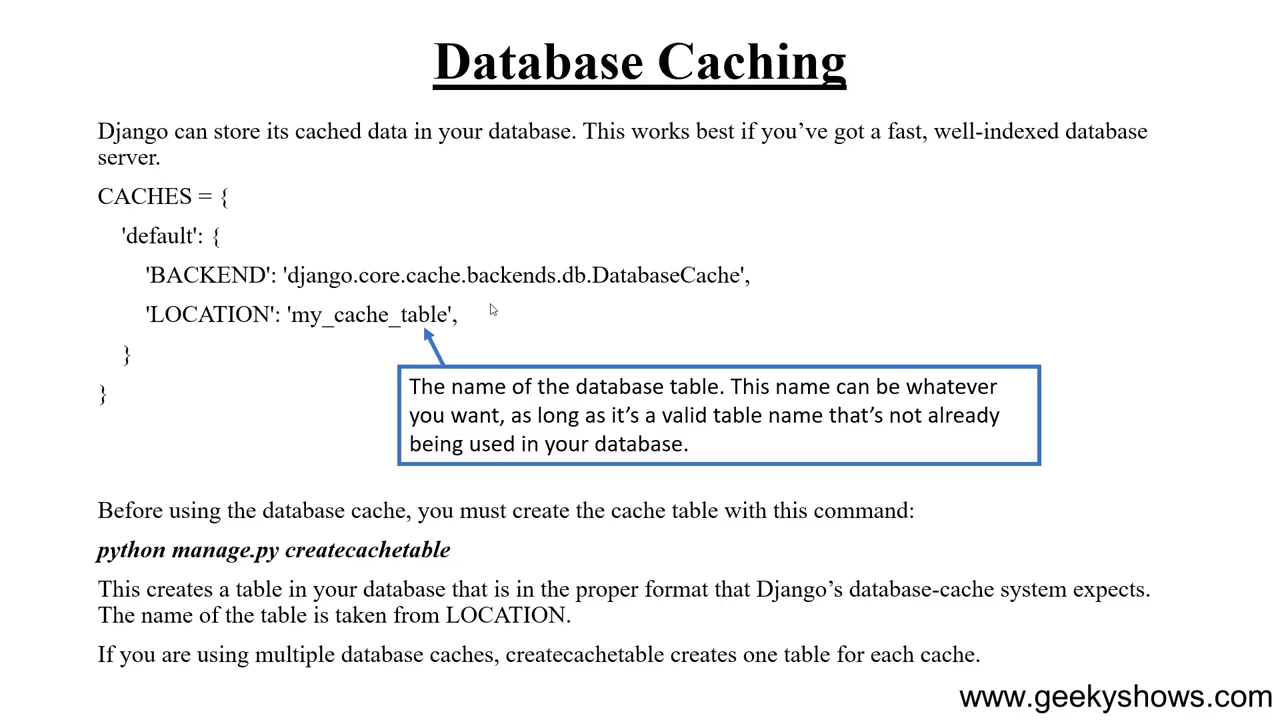 Database Caching
Django can store its cached data in your database. This works best if you’ve got a fast, well-indexed database
server.
CACHES = {
'default': {
'BACKEND': 'django.core.cache.backends.db.DatabaseCache',
'LOCATION': 'my_cache_table',
}
}
The name of the database table. This name can be whatever
you want, as long as it’s a valid table name that’s not already
being used in your database.
Before using the database cache, you must create the cache table with this command:
python manage.py createcachetable
This creates a table in your database that is in the proper format that Django’s database-cache system expects.
The name of the table is taken from LOCATION.
If you are using multiple database caches, createcachetable creates one table for each cache.
www.geekyshows.com